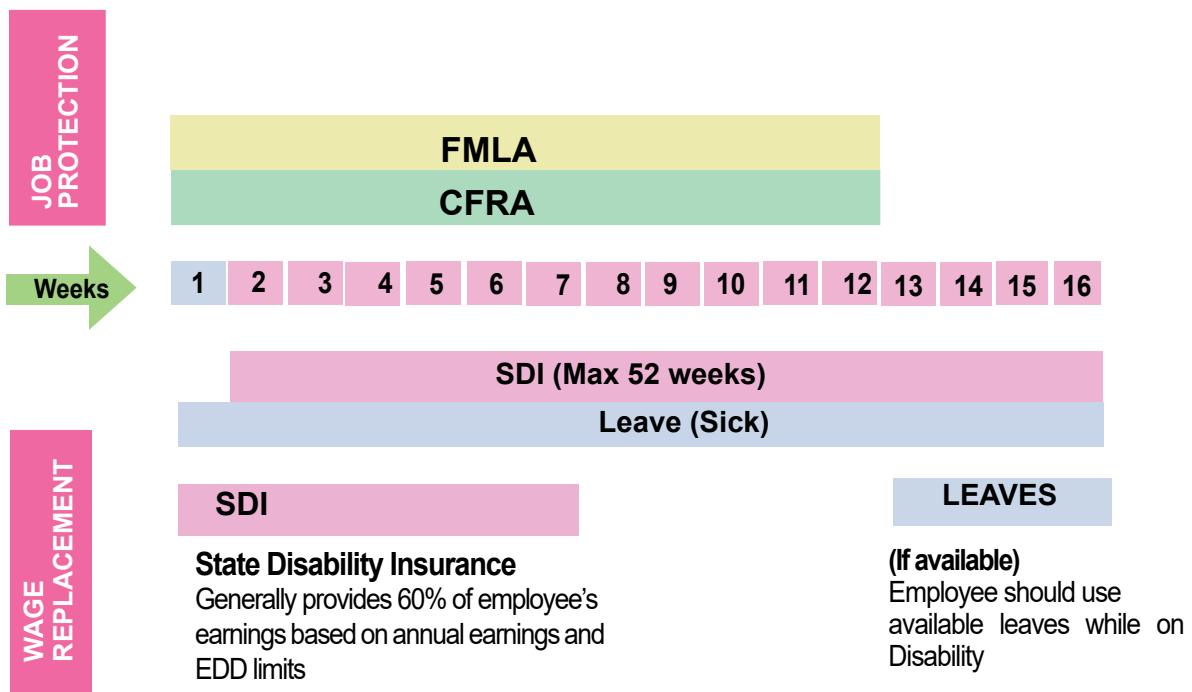 JOB
PROTECTION
FMLA
CFRA
Weeks
1 2 3 4 5 6 7 8 9 10 11 12 13 14 15 16
SDI (Max 52 weeks)
Leave (Sick)
WAGE
REPLACEMENT
SDI
State Disability Insurance
Generally provides 60% of employee's
earnings based on annual earnings and
EDD limits
LEAVES
(If available)
Employee should use
available leaves while on
Disability